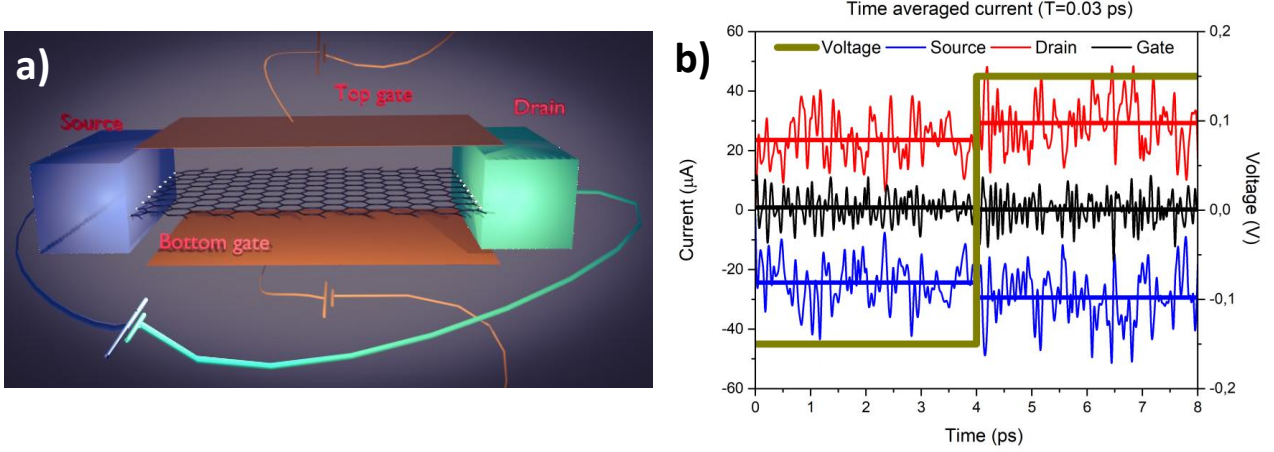 a)
Top gate
Source
Drain
Bottom gate
b)
Time averaged current (T=0.03 ps)
Voltage Source Drain Gate
60 0,2
40
0,1
20
0 0,0
-20
-0,1
-40
-60 -0,2
0 1 2 3 4 5 6 7 8
Current (μA)
Voltage (V)
Time (ps)